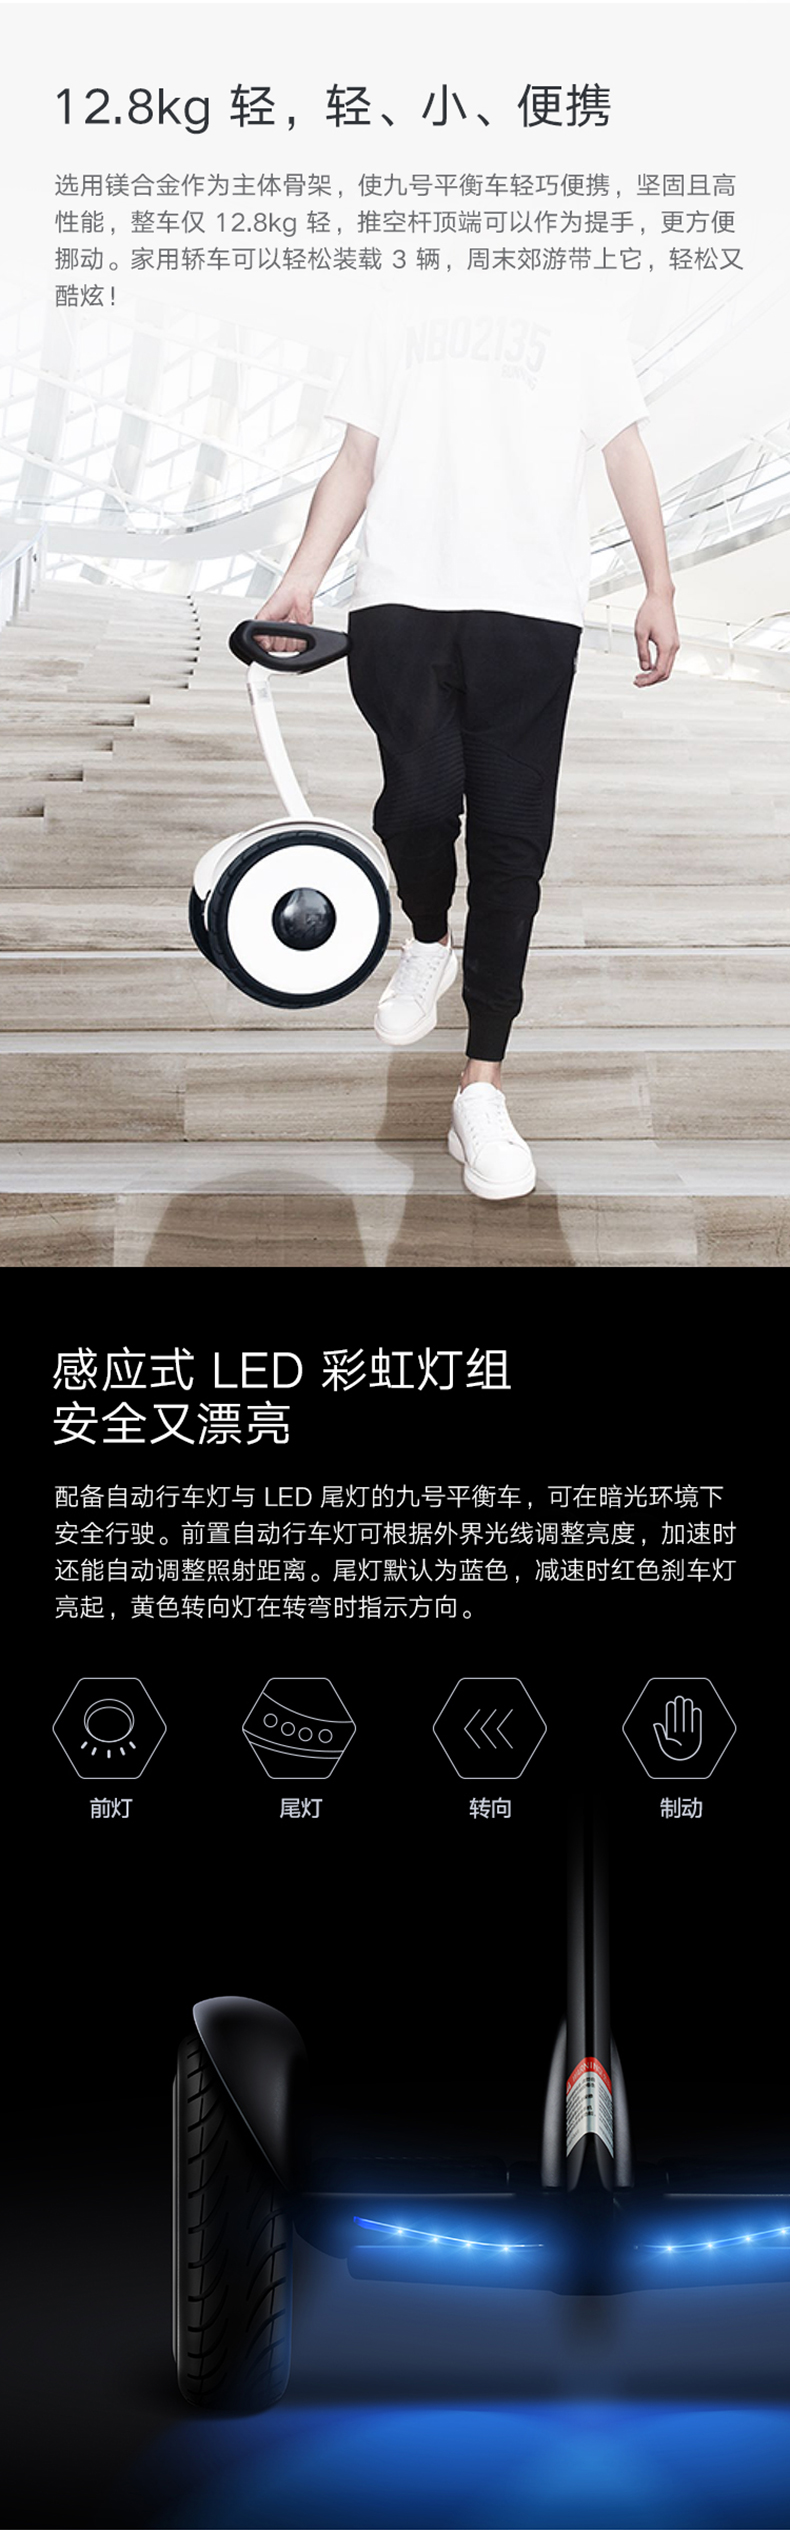 12.8kg 轻，轻、小、便携
选用镁合金作为主体骨架，使九号平衡车轻巧便携，坚固且高
性能，整车仅 12.8kg 轻，推空杆顶端可以作为提手，更方便
挪动。家用轿车可以轻松装载 3 辆，周末郊游带上它，轻松又
酷炫！
NB02135
感应式 LED 彩虹灯组
安全又漂亮
配备自动行车灯与 LED 尾灯的九号平衡车，可在暗光环境下
安全行驶。前置自动行车灯可根据外界光线调整亮度，加速时
还能自动调整照射距离。尾灯默认为蓝色，减速时红色刹车灯
亮起，黄色转向灯在转弯时指示方向。
前灯
尾灯
转向
制动